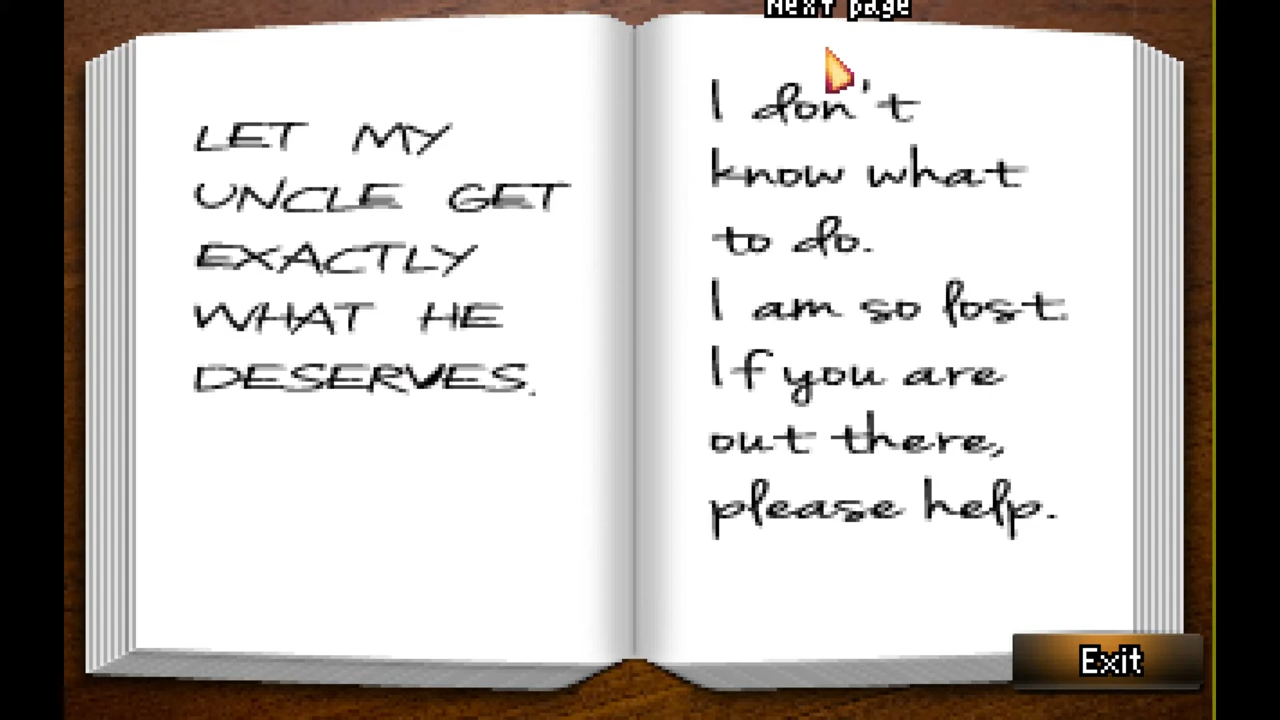 Next page
LET MY
UNCLE GET
EXACTLY
WHAT HE
DESERVES.
I don't
know what
to do.
I am so lost.
If you are
out there,
please help.
Exit